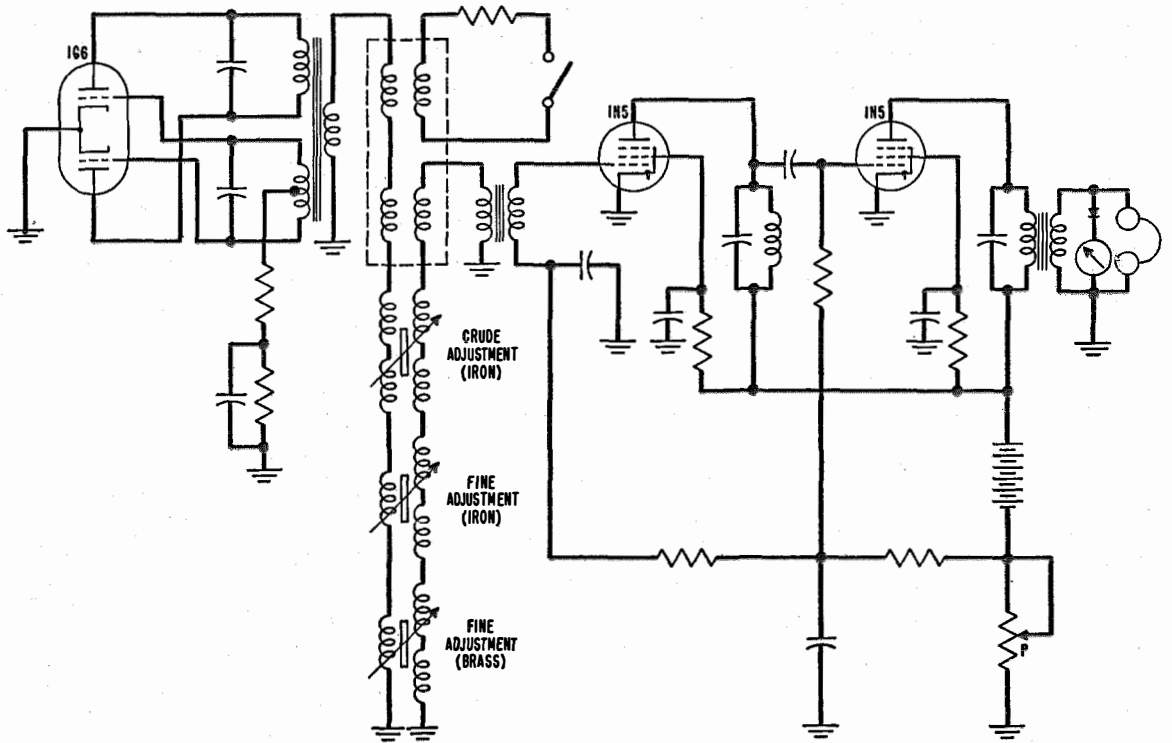 1G6
1N5
1N5
CRUDE
ADJUSTMENT
(IRON)
FINE
ADJUSTMENT
(IRON)
FINE
ADJUSTMENT
(BRASS)
P